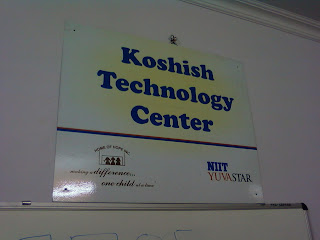 Koshish
Technology
Center
HOME OF HOPE INC.
making a difference...
one child at a time
NIIT
YUVASTAR